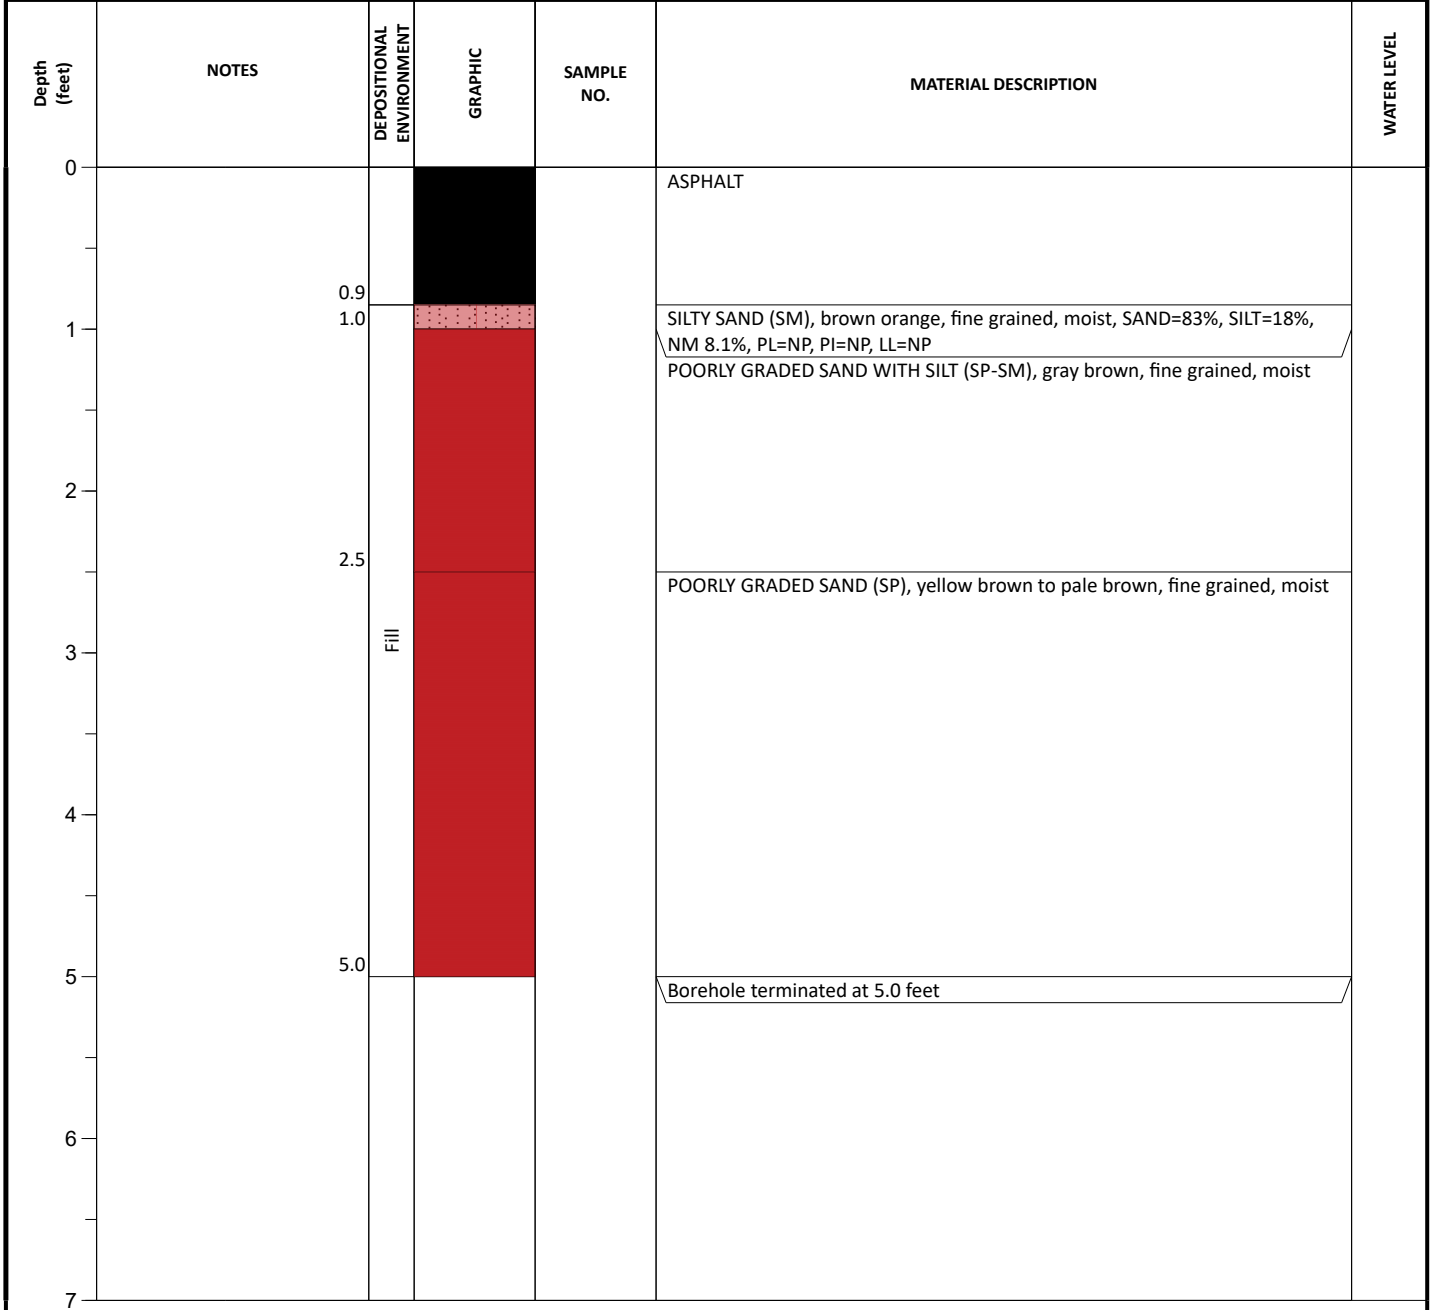 Depth
(feet)
NOTES
DEPOSITIONAL
ENVIRONMENT
GRAPHIC
SAMPLE
NO.
MATERIAL DESCRIPTION
WATER LEVEL
0
ASPHALT
0.9
1.0
1
SILTY SAND (SM), brown orange, fine grained, moist, SAND=83%, SILT=18%,
NM 8.1%, PL=NP, PI=NP, LL=NP
POORLY GRADED SAND WITH SILT (SP-SM), gray brown, fine grained, moist
2
2.5
POORLY GRADED SAND (SP), yellow brown to pale brown, fine grained, moist
Fill
3
4
5.0
5
Borehole terminated at 5.0 feet
6
7